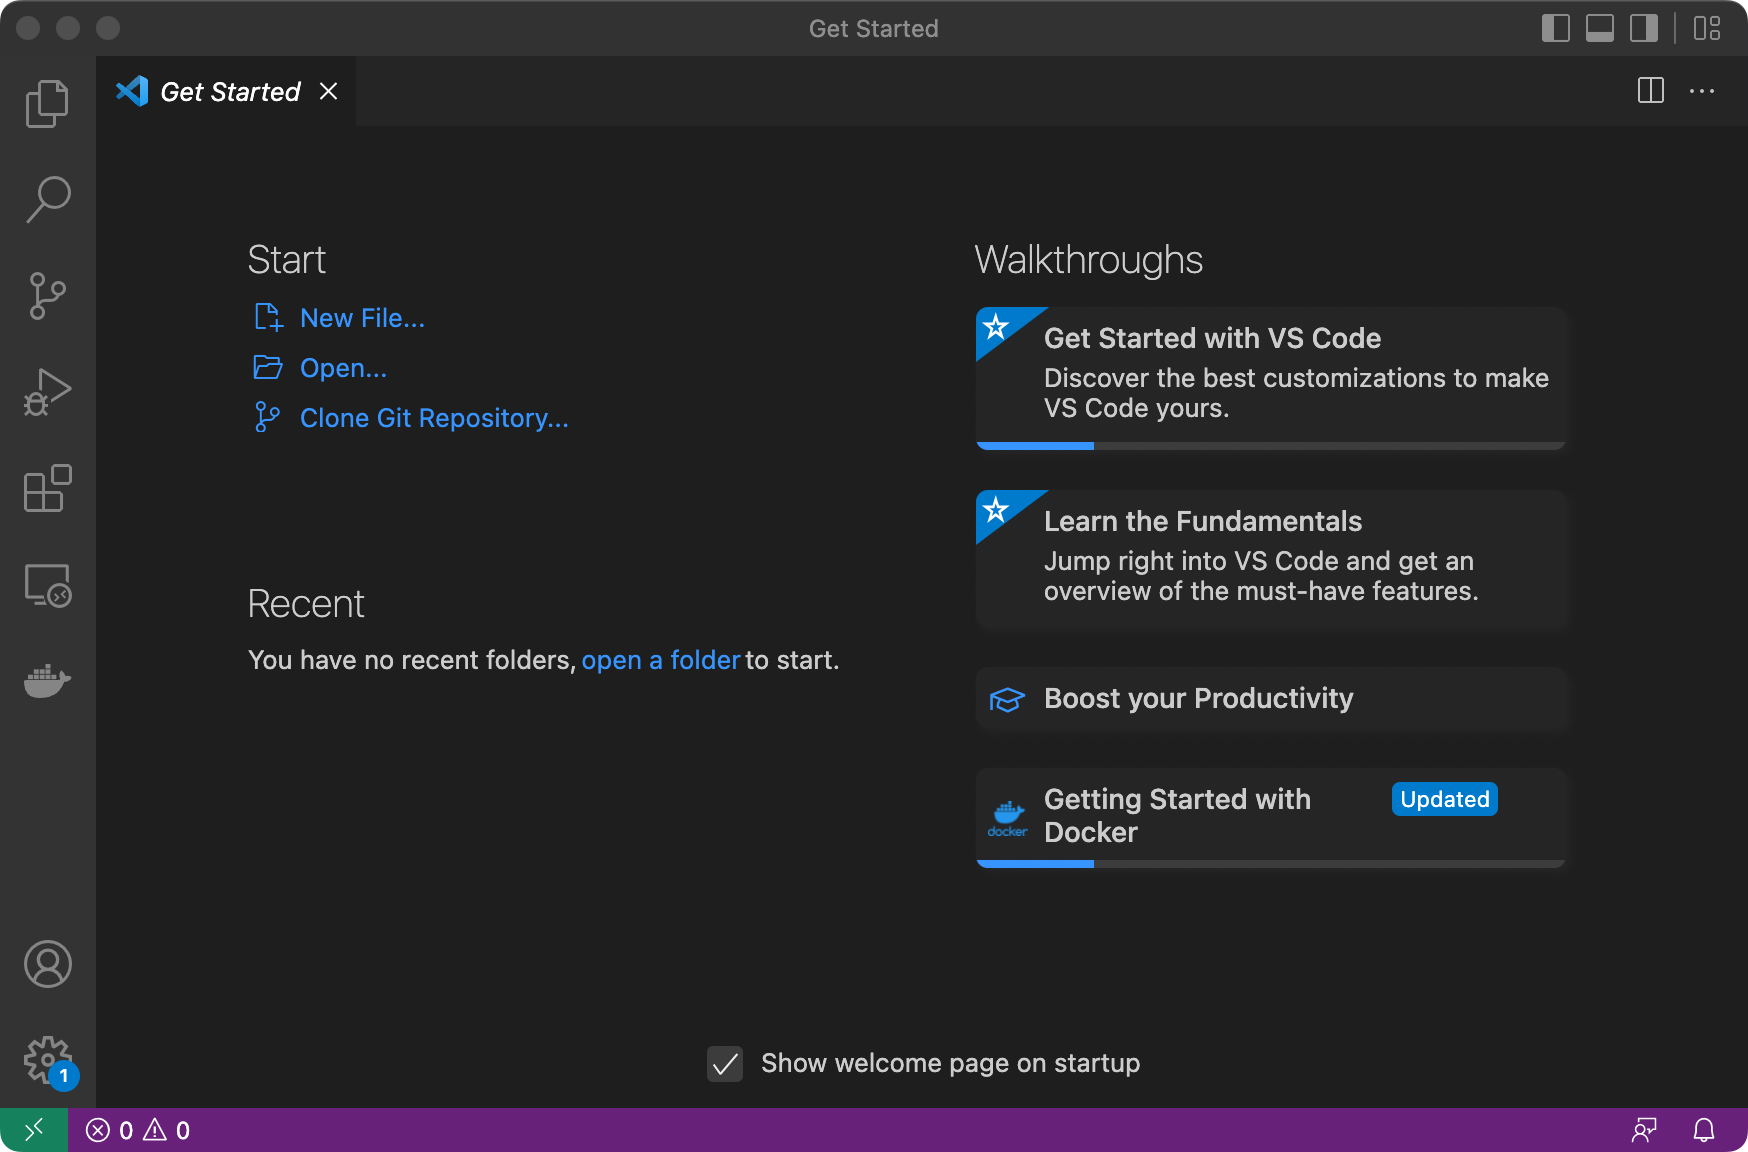 Get Started
Get Started
Start
New File...
Open...
Clone Git Repository...
Recent
You have no recent folders, open a folder to start.
Walkthroughs
Get Started with VS Code
Discover the best customizations to make
VS Code yours.
Learn the Fundamentals
Jump right into VS Code and get an
overview of the must-have features.
Boost your Productivity
docker
Getting Started with
Docker
Updated
Show welcome page on startup
1
0 0